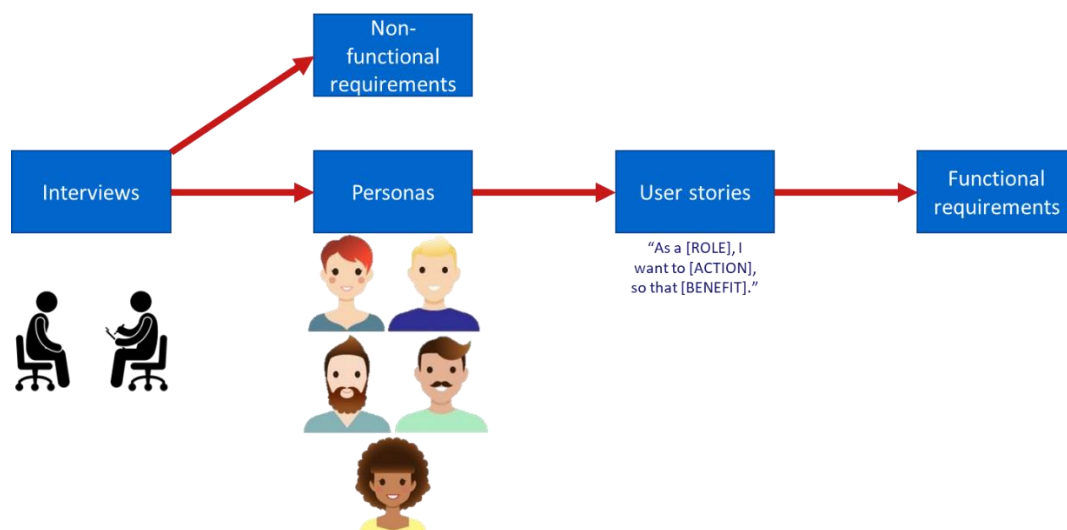 Non-
functional
requirements
Interviews
Personas
User stories
Functional
requirements
“As a [ROLE], I
want to [ACTION],
so that [BENEFIT].”